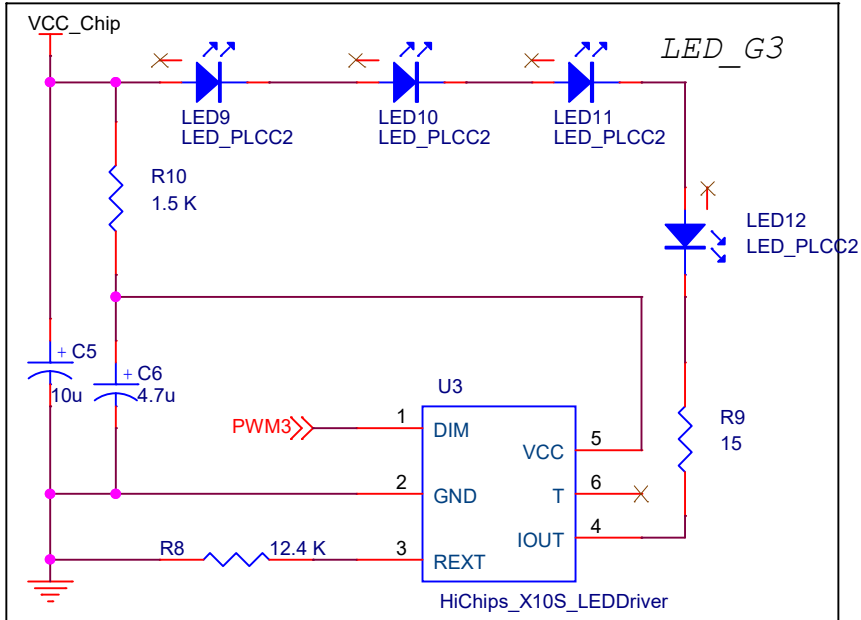 VCC_Chip
LED_G3
LED9
LED_PLCC2
LED10
LED_PLCC2
LED11
LED_PLCC2
R10
1.5 K
LED12
LED_PLCC2
+ C5
10u
+ C6
4.7u
U3
PWM3
1
DIM
VCC
5
R9
15
2
GND
T
6
IOUT
4
R8
12.4 K
3
REXT
HiChips_X10S_LEDDriver